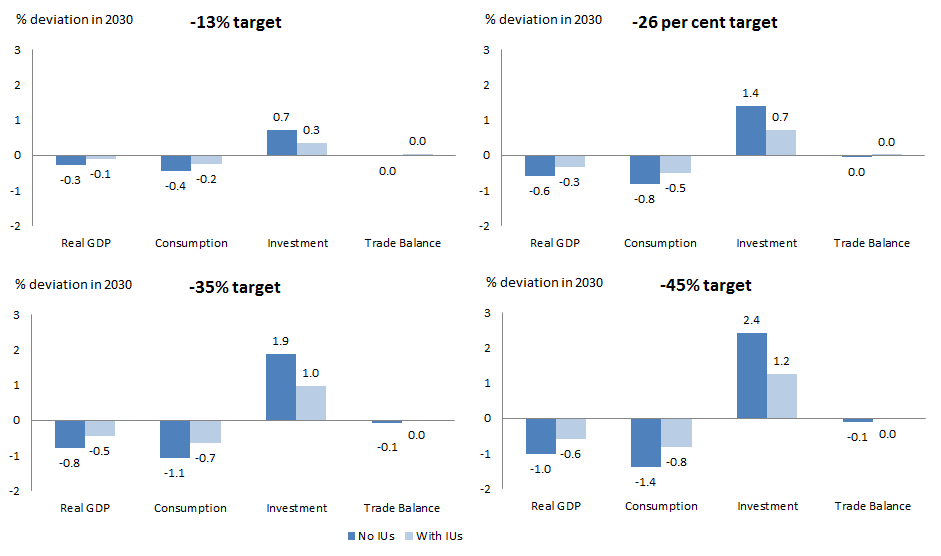 % deviation in 2030
-13% target
3
2
1
0
-1
-2
0.7
0.3
0.0
-0.3
-0.1
-0.4
-0.2
0.0
Real GDP
Consumption
Investment
Trade Balance
% deviation in 2030
-26 per cent target
3
2
1
0
-1
-2
1.4
0.7
0.0
-0.6
-0.3
-0.8
-0.5
0.0
Real GDP
Consumption
Investment
Trade Balance
% deviation in 2030
-35% target
3
2
1
0
-1
-2
1.9
1.0
-0.8
-0.5
-1.1
-0.7
-0.1
0.0
Real GDP
Consumption
Investment
Trade Balance
% deviation in 2030
-45% target
3
2
1
0
-1
-2
2.4
1.2
-1.0
-0.6
-1.4
-0.8
-0.1
0.0
Real GDP
Consumption
Investment
Trade Balance
No IUs
With IUs